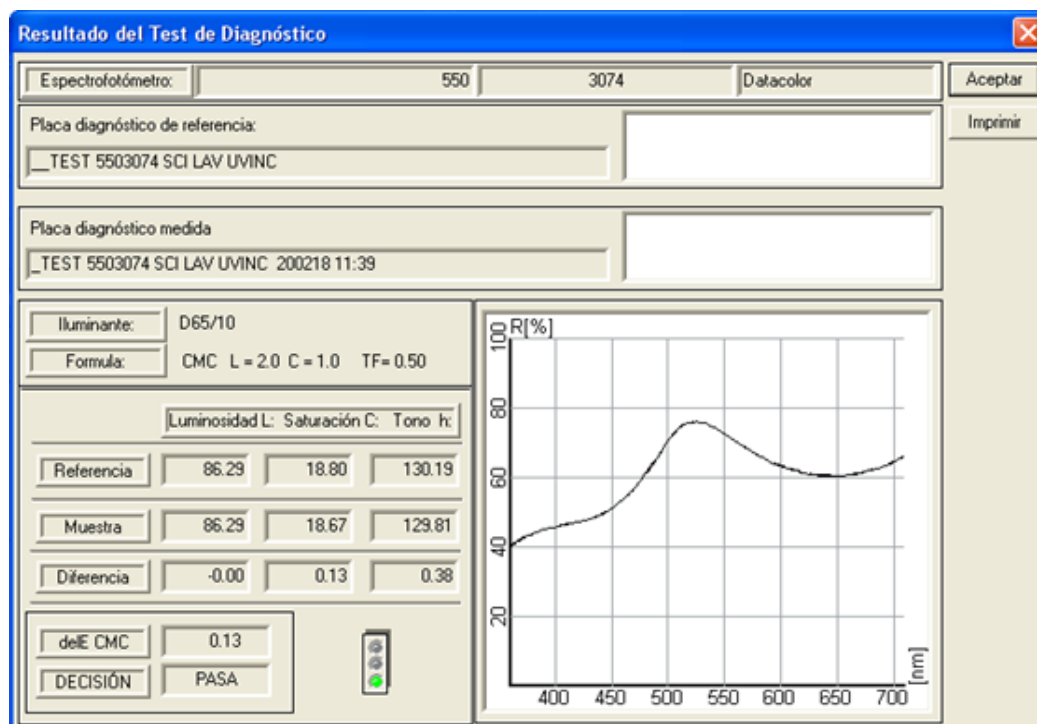 Resultado del Test de Diagnóstico
Espectrofotómetro: 550 3074 Datacolor Aceptar
Imprimir
Placa diagnóstico de referencia:
__TEST 5503074 SCI LAV UVINC
Placa diagnóstico medida
_TEST 5503074 SCI LAV UVINC 200218 11:39
Iluminante: D65/10
Formula: CMC L = 2.0 C = 1.0 TF= 0.50
Luminosidad L: Saturación C: Tono h:
Referencia 86.29 18.80 130.19
Muestra 86.29 18.67 129.81
Diferencia -0.00 0.13 0.38
delE CMC 0.13
DECISIÓN PASA
R[%]
100
80
60
40
20
[nm]
400 450 500 550 600 650 700